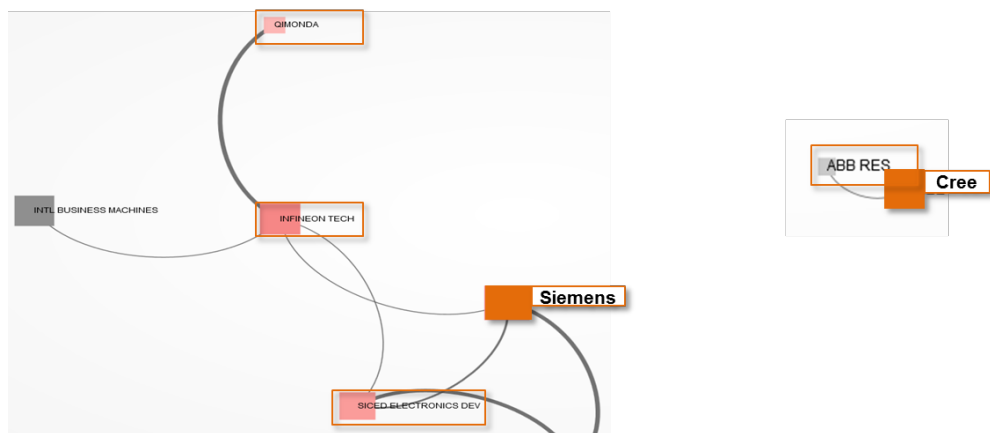 QIMONDA
ABB RES
Cree
INTL BUSINESS MACHINES
INFINEON TECH
Siemens
SICED ELECTRONICS DEV